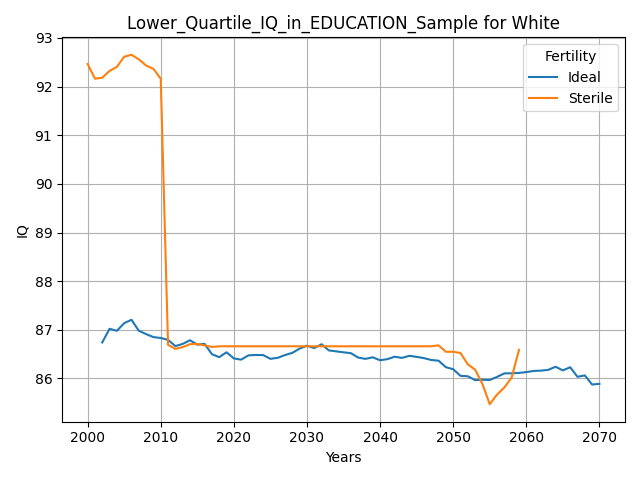 Lower_Quartile_IQ_in_EDUCATION_Sample for White
93
92
91
90
89
88
87
86
IQ
Fertility
Ideal
Sterile
2000 2010 2020 2030 2040 2050 2060 2070
Years